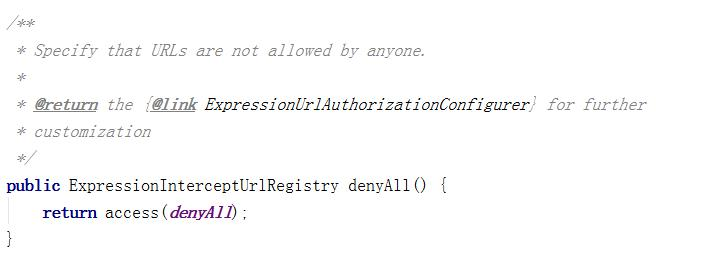 /**
 * Specify that URLs are not allowed by anyone.
 *
 * @return the {@link ExpressionUrlAuthorizationConfigurer} for further
 * customization
 */
public ExpressionInterceptUrlRegistry denyAll() {
    return access(denyAll);
}